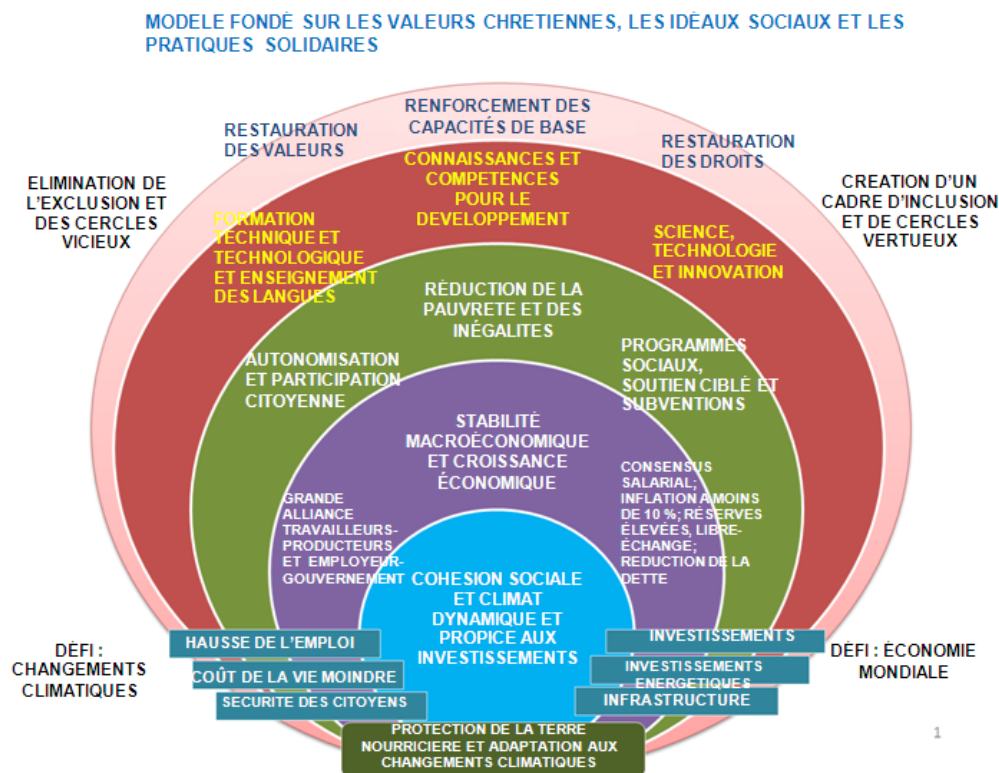 MODELE FONDÉ SUR LES VALEURS CHRETIENNES, LES IDÉAUX SOCIAUX ET LES
PRATIQUES SOLIDAIRES
RENFORCEMENT DES
CAPACITÉS DE BASE
RESTAURATION
DES VALEURS
RESTAURATION
DES DROITS
ELIMINATION DE
L'EXCLUSION ET
DES CERCLES
VICIEUX
CREATION D'UN
CADRE D'INCLUSION
ET DE CERCLES
VERTUEUX
CONNAISSANCES ET
COMPETENCES
POUR LE
DEVELOPPEMENT
FORMATION
TECHNIQUE ET
TECHNOLOGIQUE
ET ENSEIGNEMENT
DES LANGUES
SCIENCE,
TECHNOLOGIE
ET INNOVATION
RÉDUCTION DE LA
PAUVRETE ET DES
INÉGALITES
AUTONOMISATION
ET PARTICIPATION
CITOYENNE
PROGRAMMES
SOCIAUX,
SOUTIEN CIBLÉ ET
SUBVENTIONS
STABILITÉ
MACROÉCONOMIQUE
ET CROISSANCE
ÉCONOMIQUE
GRANDE
ALLIANCE
TRAVAILLEURS-
PRODUCTEURS
ET EMPLOYEUR-
GOUVERNEMENT
CONSENSUS
SALARIAL;
INFLATION A MOINS
DE 10 %; RÉSERVES
ÉLEVÉES, LIBRE-
ÉCHANGE;
REDUCTION DE LA
DETTE
COHESION SOCIALE
ET CLIMAT
DYNAMIQUE ET
PROPICE AUX
INVESTISSEMENTS
DÉFI :
CHANGEMENTS
CLIMATIQUES
HAUSSE DE L'EMPLOI
COÛT DE LA VIE MOINDRE
SECURITE DES CITOYENS
INVESTISSEMENTS
INVESTISSEMENTS
ENERGETIQUES
INFRASTRUCTURE
DÉFI : ÉCONOMIE
MONDIALE
PROTECTION DE LA TERRE
NOURRICIERE ET ADAPTATION AUX
CHANGEMENTS CLIMATIQUES
1